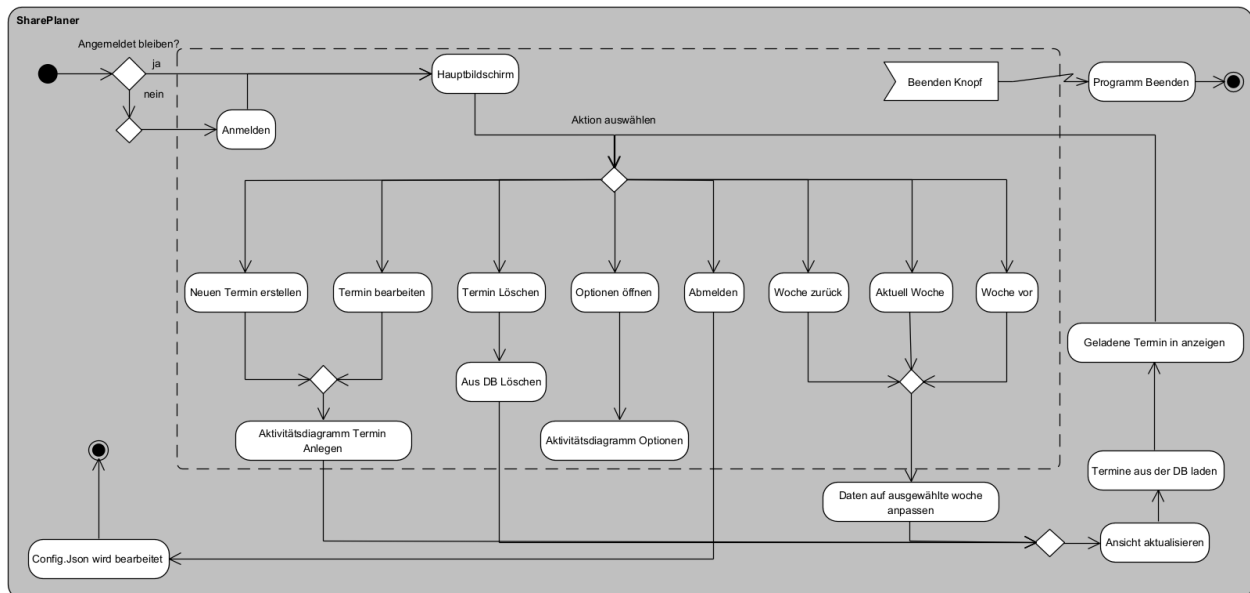 SharePlaner
Angemeldet bleiben?
ja
nein
Hauptbildschirm
Beenden Knopf
Programm Beenden
Anmelden
Aktion auswählen
Neuen Termin erstellen
Termin bearbeiten
Termin Löschen
Optionen öffnen
Abmelden
Woche zurück
Aktuell Woche
Woche vor
Geladene Termin in anzeigen
Aus DB Löschen
Aktivitätsdiagramm Termin
Anlegen
Aktivitätsdiagramm Optionen
Termine aus der DB laden
Daten auf ausgewählte woche
anpassen
Ansicht aktualisieren
Config.Json wird bearbeitet